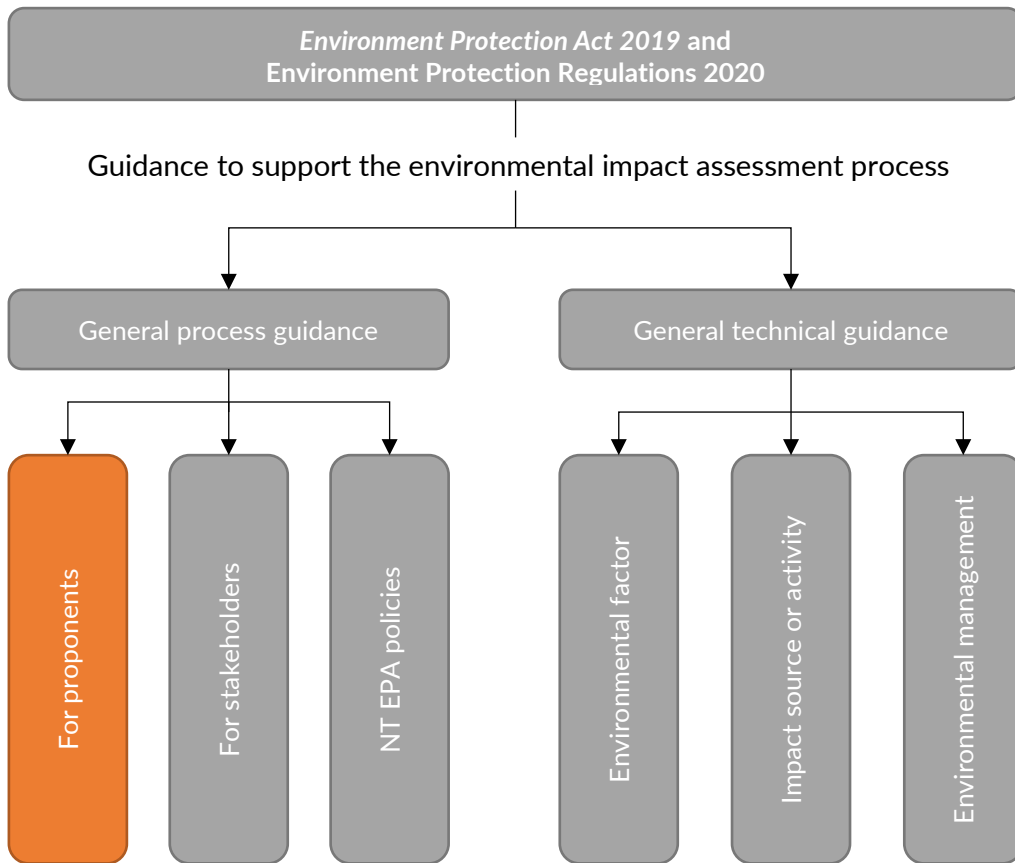 Environment Protection Act 2019 and
Environment Protection Regulations 2020
Guidance to support the environmental impact assessment process
General process guidance
General technical guidance
For proponents
For stakeholders
NT EPA policies
Environmental factor
Impact source or activity
Environmental management